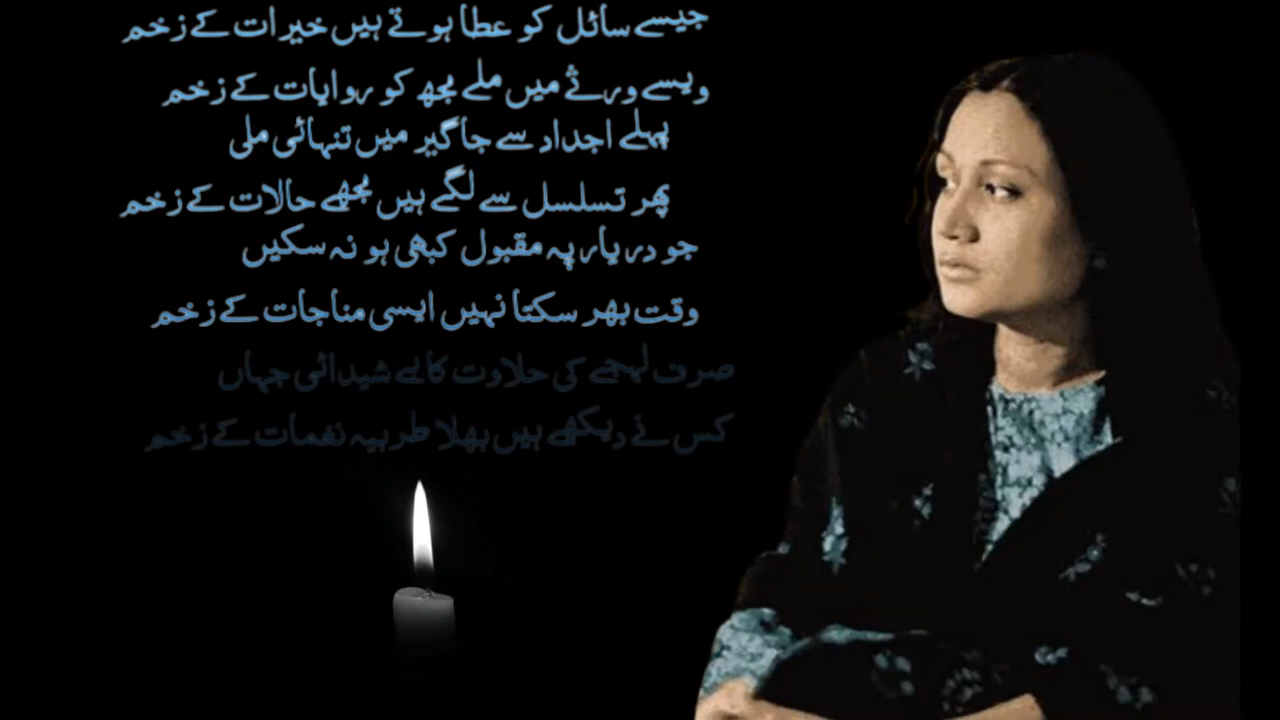 جیسے سائل کو عطا ہوتے ہیں خیرات کے زخم
ویسے ورثے میں ملے مجھ کو روایات کے زخم
پہلے اجداد سے جاگیر میں تنہائی ملی
پھر تسلسل سے لگے ہیں مجھے حالات کے زخم
جو در یار پہ مقبول کبھی ہو نہ سکیں
وقت بھر سکتا نہیں ایسی مناجات کے زخم
صرف لہجے کی حلاوت کا ہے شیدائی جہاں
کس نے دیکھے ہیں بھلا طربیہ نغمات کے زخم